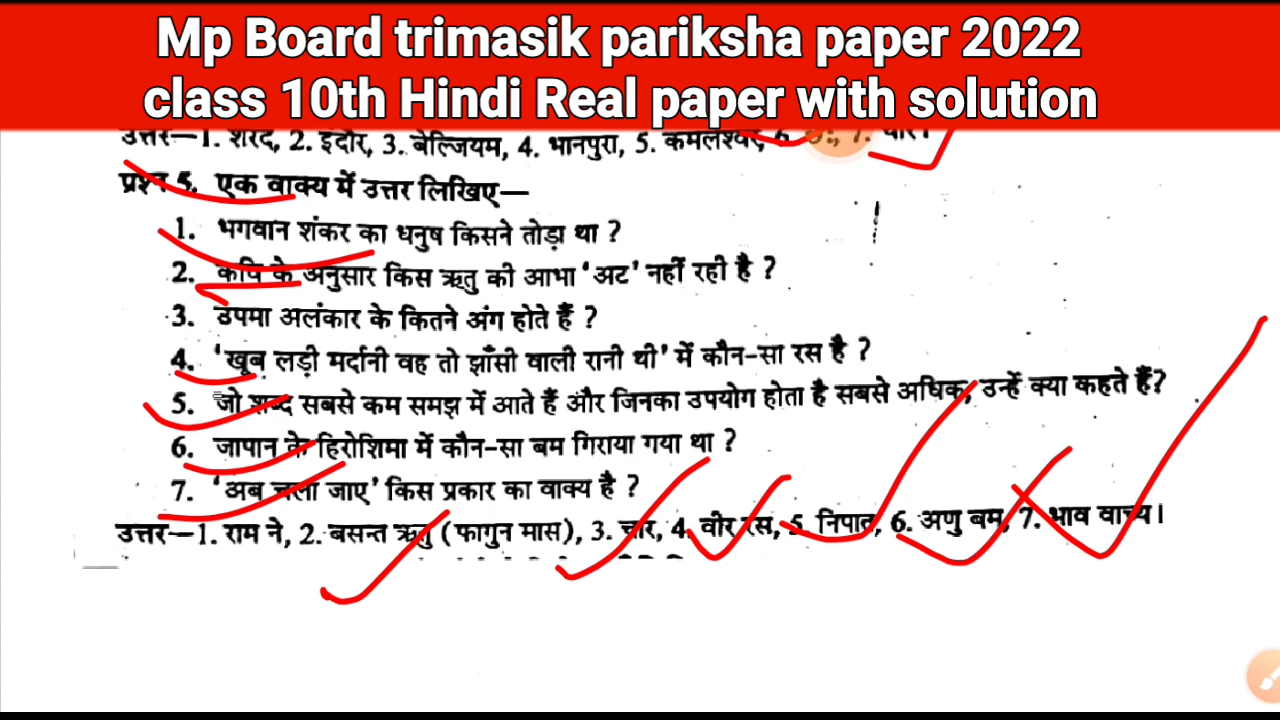 Mp Board trimasik pariksha paper 2022
class 10th Hindi Real paper with solution
उत्तर—1. शरद, 2. इंदौर, 3. बेल्जियम, 4. भानपुरा, 5. कमलेश्वर, 6. 7. चार।
प्रश्न 5. एक वाक्य में उत्तर लिखिए—
1. भगवान शंकर का धनुष किसने तोड़ा था ?
2. कवि के अनुसार किस ऋतु की आभा 'अट' नहीं रही है ?
3. उपमा अलंकार के कितने अंग होते हैं ?
4. 'खूब लड़ी मर्दानी वह तो झाँसी वाली रानी थी' में कौन-सा रस है ?
5. जो शब्द सबसे कम समझ में आते हैं और जिनका उपयोग होता है सबसे अधिक, उन्हें क्या कहते हैं?
6. जापान के हिरोशिमा में कौन-सा बम गिराया गया था ?
7. 'अब चला जाए' किस प्रकार का वाक्य है ?
उत्तर—1. राम ने, 2. बसन्त ऋतु (फागुन मास), 3. चार, 4. वीर रस, 5. निपात, 6. अणु बम, 7. भाव वाच्य।